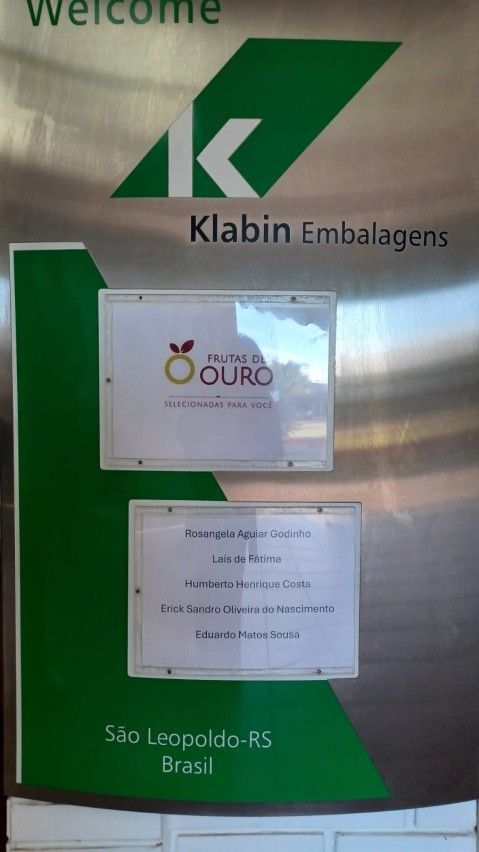 Welcome
K
Klabin Embalagens
FRUTAS DE
OURO
SELECIONADAS PARA VOCÊ
Rosangela Aguiar Godinho
Laís de Fátima
Humberto Henrique Costa
Erick Sandro Oliveira do Nascimento
Eduardo Matos Sousa
São Leopoldo-RS
Brasil